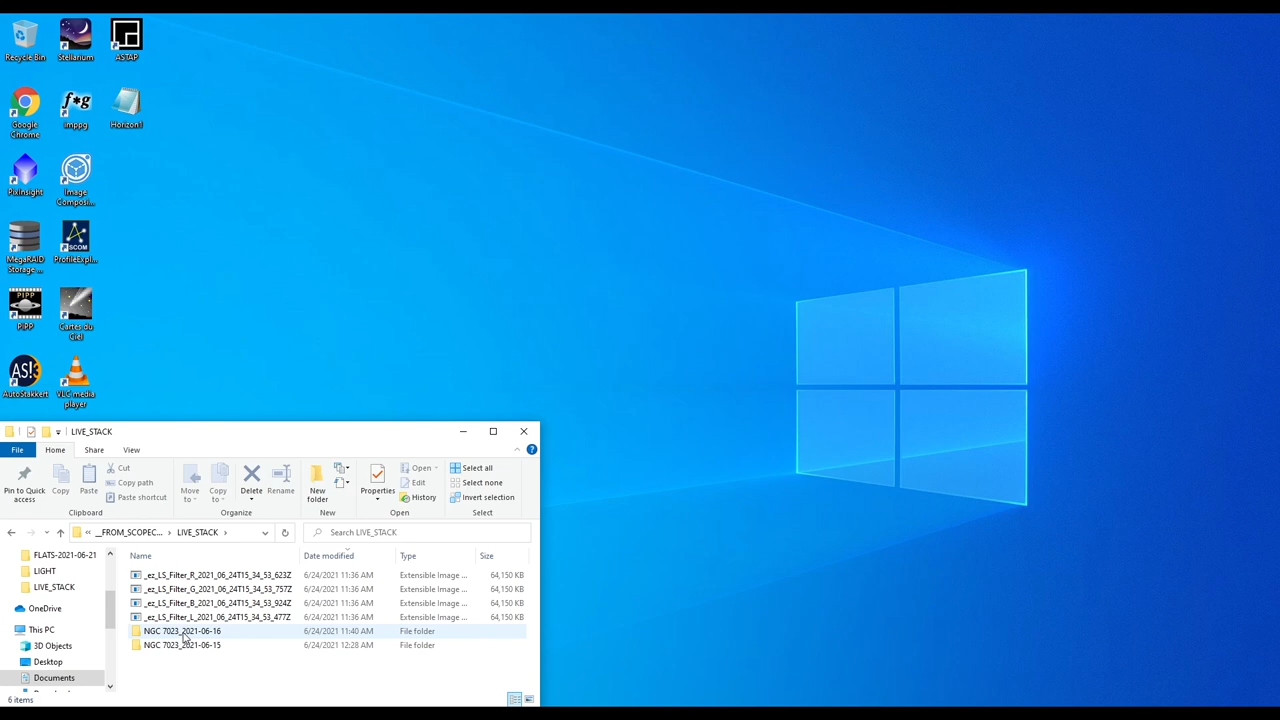 Recycle Bin
Stellarium
ASTAP
Google
Chrome
f*g
imppg
Horizon1
PixInsight
Image
Composi...
MegaRAID
Storage ...
SCOM
ProfileExpl...
PIPP
PIPP
Cartes du
Ciel
AS!
AutoStakkert
VLC media
player
LIVE_STACK
File
Home
Share
View
Pin to Quick
access
Copy
Paste
Cut
Copy path
Paste shortcut
Clipboard
Move
to
Copy
to
Delete
Rename
Organize
New
folder
New
Properties
Open
Edit
History
Open
Select all
Select none
Invert selection
Select
« __FROM_SCOPEC... > LIVE_STACK >
Search LIVE_STACK
FLATS-2021-06-21
LIGHT
LIVE_STACK
OneDrive
This PC
3D Objects
Desktop
Documents
Name Date modified Type Size
_ez_LS_Filter_R_2021_06_24T15_34_53_623Z 6/24/2021 11:36 AM Extensible Image ... 64,150 KB
_ez_LS_Filter_G_2021_06_24T15_34_53_757Z 6/24/2021 11:36 AM Extensible Image ... 64,150 KB
_ez_LS_Filter_B_2021_06_24T15_34_53_924Z 6/24/2021 11:36 AM Extensible Image ... 64,150 KB
_ez_LS_Filter_L_2021_06_24T15_34_53_477Z 6/24/2021 11:36 AM Extensible Image ... 64,150 KB
NGC 7023_2021-06-16 6/24/2021 11:40 AM File folder
NGC 7023_2021-06-15 6/24/2021 12:28 AM File folder
6 items